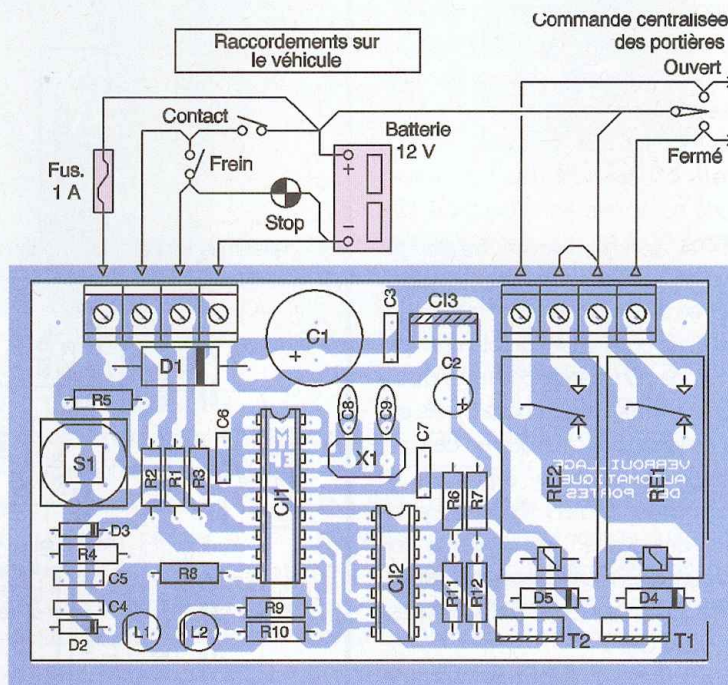 Commande centralisée
des portières
Raccordements sur
le véhicule
Ouvert
Contact
Batterie
12 V
Fermé
Frein
Fus.
1 A
Stop
+
−
D1
C1
+
C3
CI3
C2
+
R5
S1
R2
R1
R3
C6
CI1
C8
C9
X1
C7
R6
R7
RE2
RE1
VERROUILLAGE
AUTOMATIQUE
DES PORTES
MEP
D3
R4
C5
C4
D2
R8
L1
L2
R9
R10
CI2
R11
R12
D5
D4
T2
T1